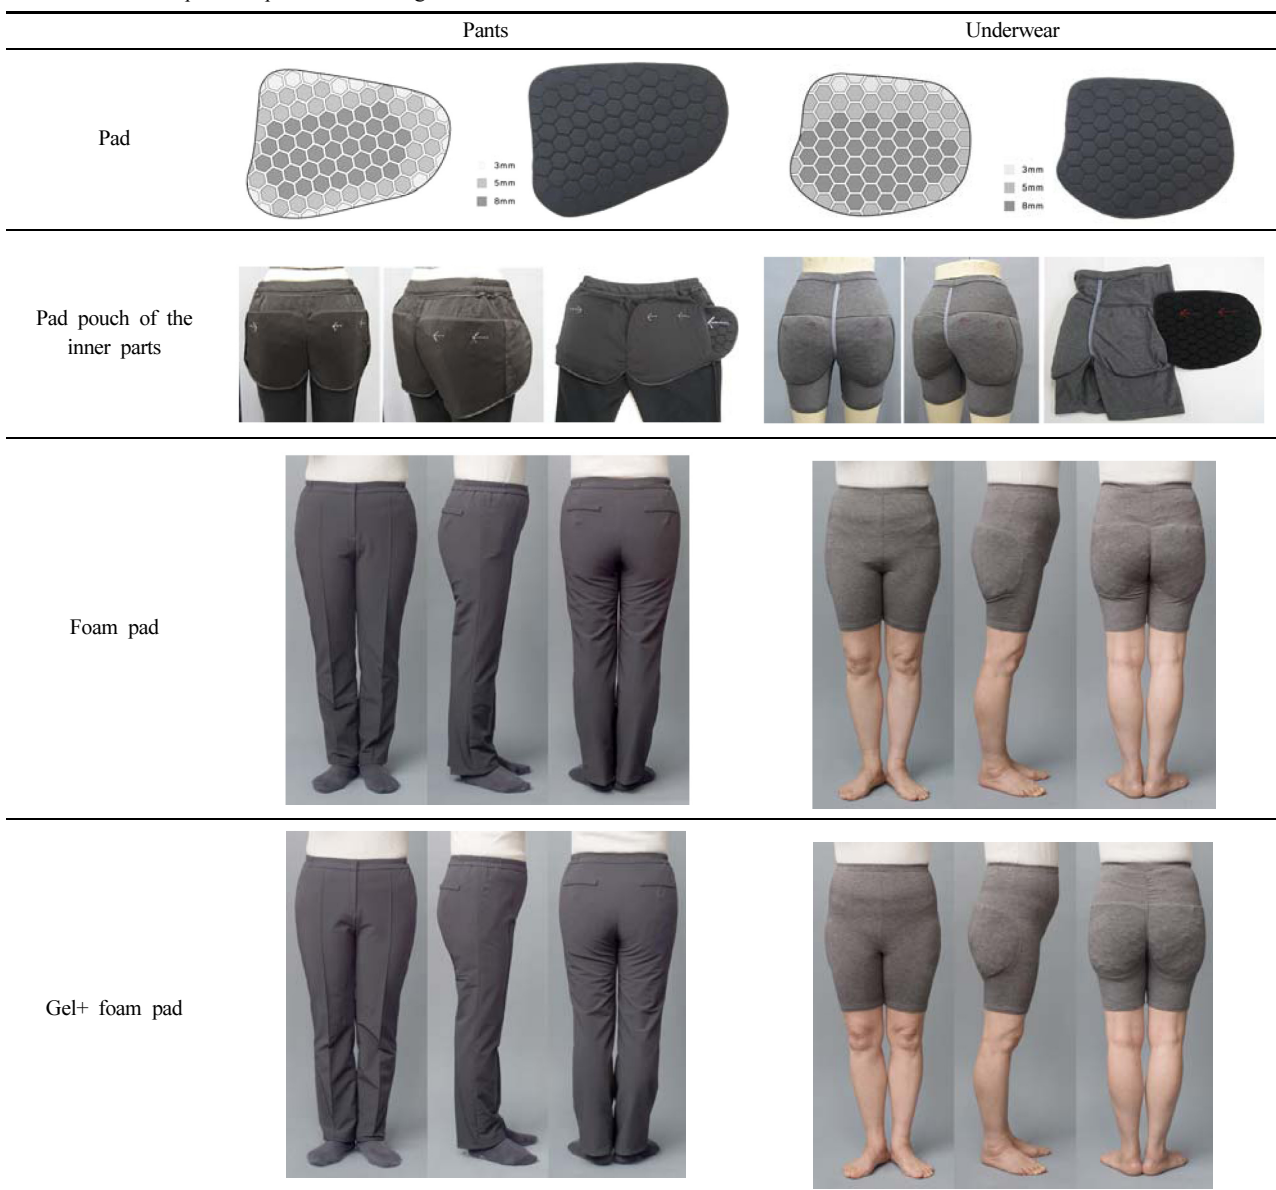 Pants Underwear
Pad
3mm
5mm
8mm
3mm
5mm
8mm
Pad pouch of the
inner parts
Foam pad
Gel+ foam pad